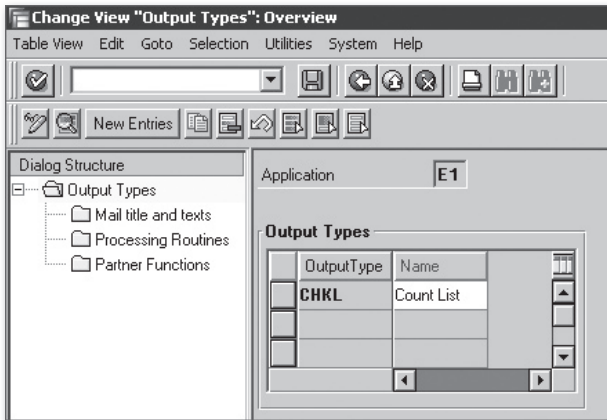 Change View "Output Types": Overview
Table View Edit Goto Selection Utilities System Help
New Entries
Dialog Structure
Output Types
Mail title and texts
Processing Routines
Partner Functions
Application E1
Output Types
OutputType Name
CHKL Count List